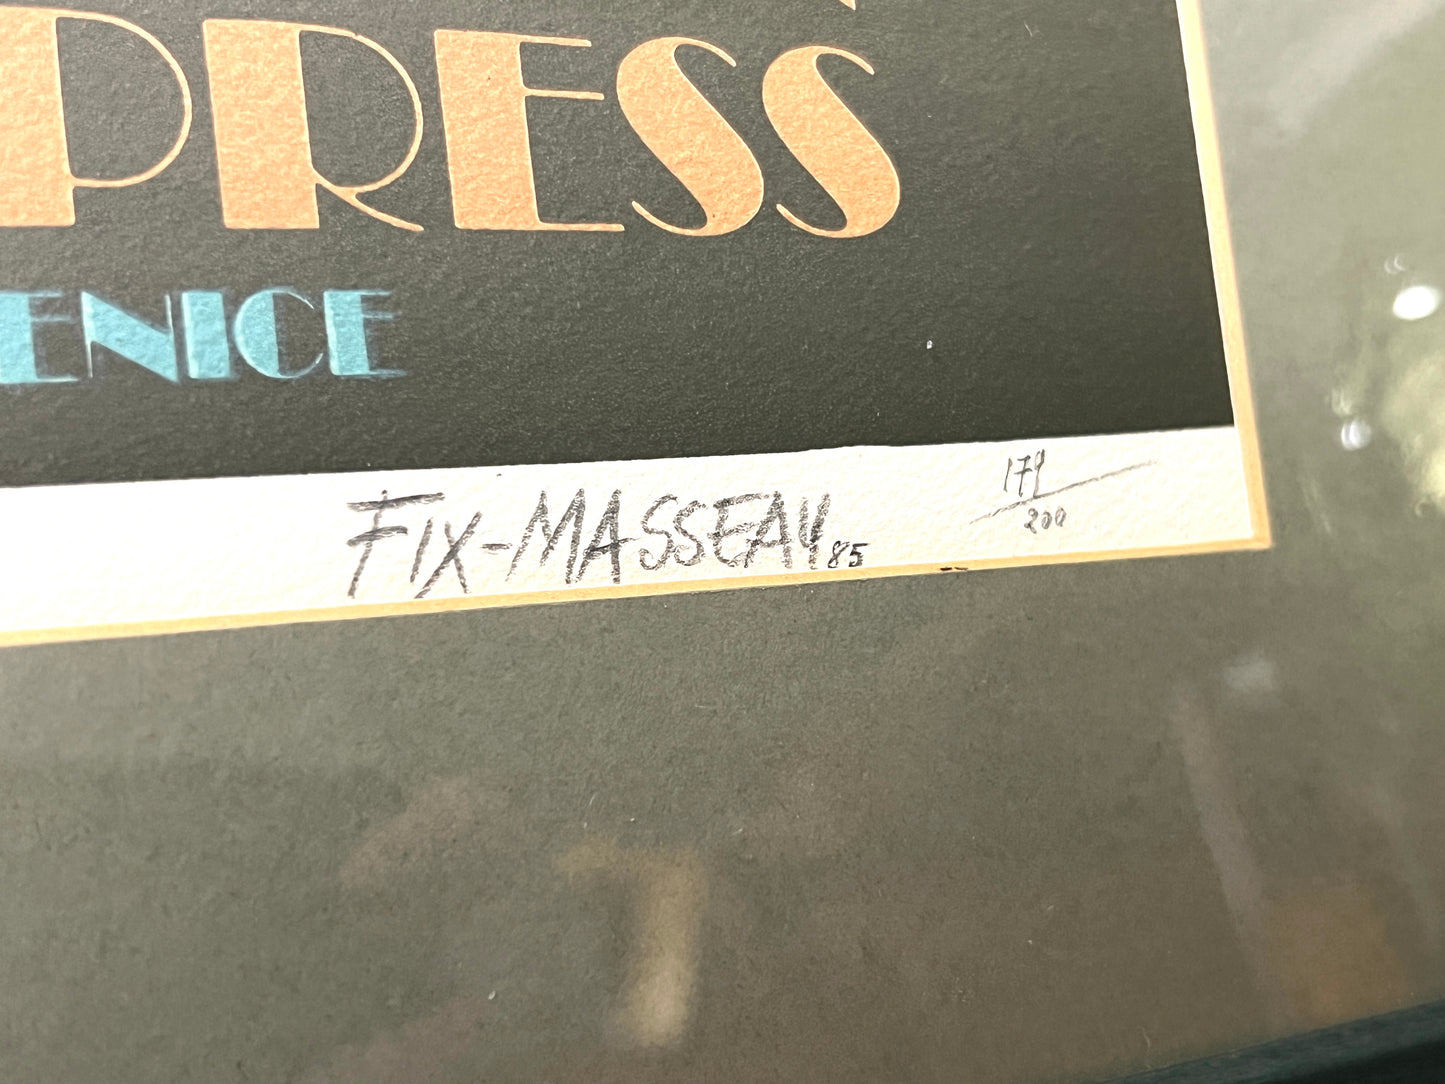 PRESS
ENICE
FIX-MASSEAU 85
179/200